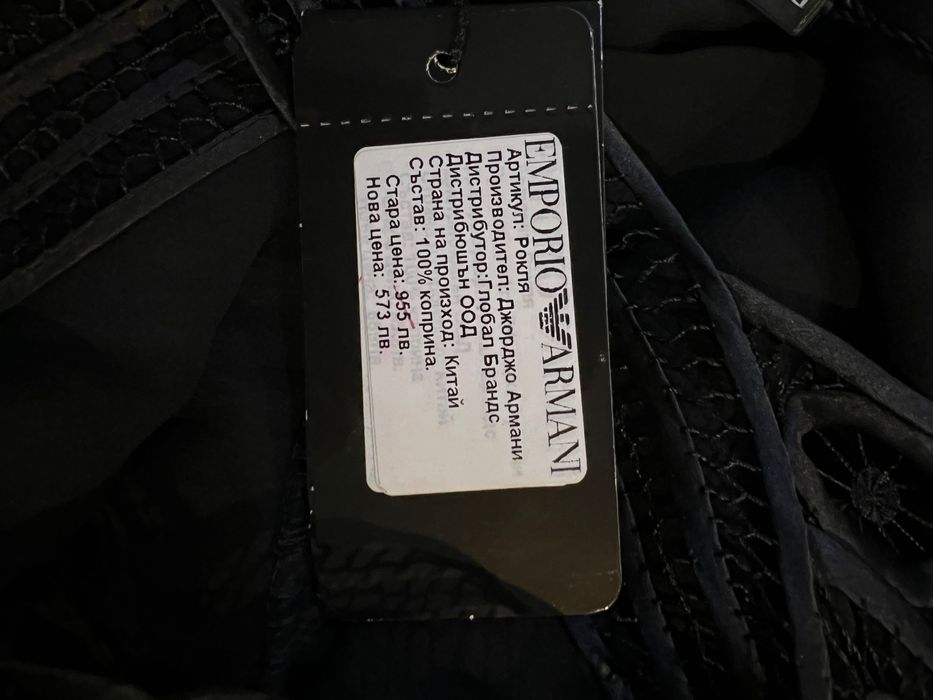 EMPORIO ARMANI
Артикул: Рокля
Производител: Джорджо Армани
Дистрибутор:Глобал Брандс
Дистрибюшън ООД
Страна на произход: Китай
Състав: 100% коприна.
Стара цена: 955 лв.
Нова цена: 573 лв.